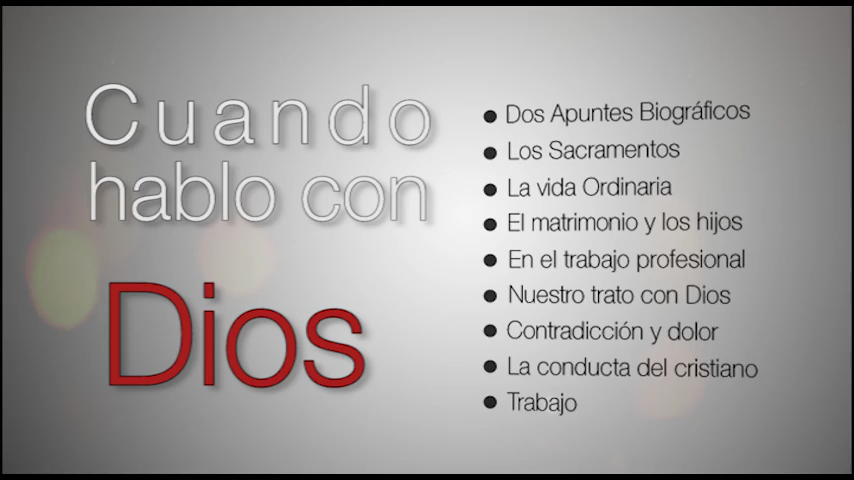 Cuando
hablo con
Dios
● Dos Apuntes Biográficos
● Los Sacramentos
● La vida Ordinaria
● El matrimonio y los hijos
● En el trabajo profesional
● Nuestro trato con Dios
● Contradicción y dolor
● La conducta del cristiano
● Trabajo